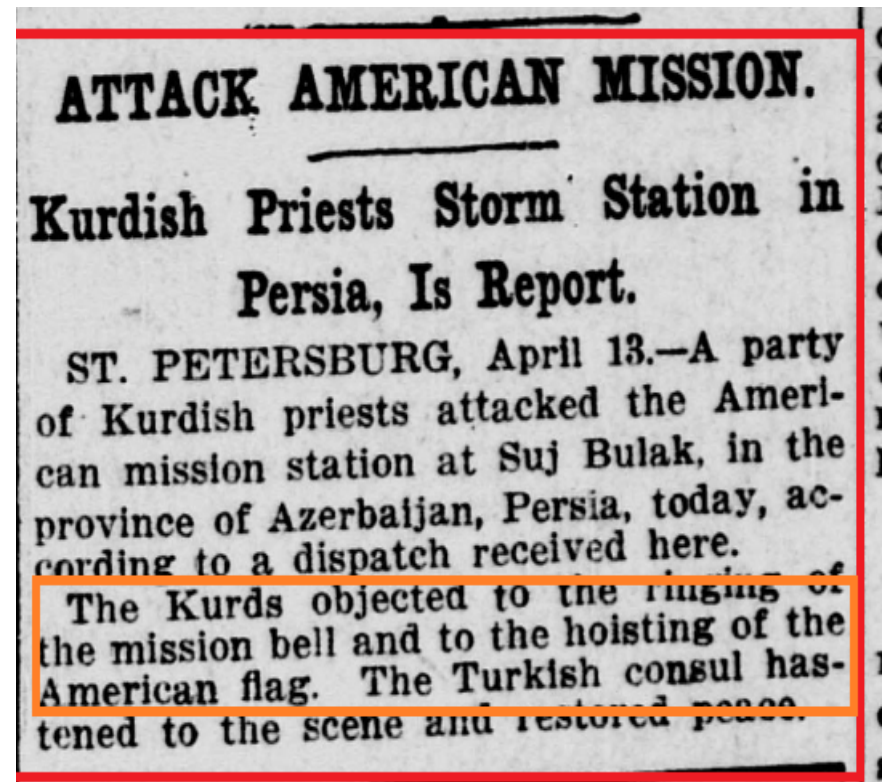 ATTACK AMERICAN MISSION.
Kurdish Priests Storm Station in
Persia, Is Report.
ST. PETERSBURG, April 13.—A party
of Kurdish priests attacked the Ameri-
can mission station at Suj Bulak, in the
province of Azerbaijan, Persia, today, ac-
cording to a dispatch received here.
The Kurds objected to the ringing of
the mission bell and to the hoisting of the
American flag. The Turkish consul has-
tened to the scene and restored peace.